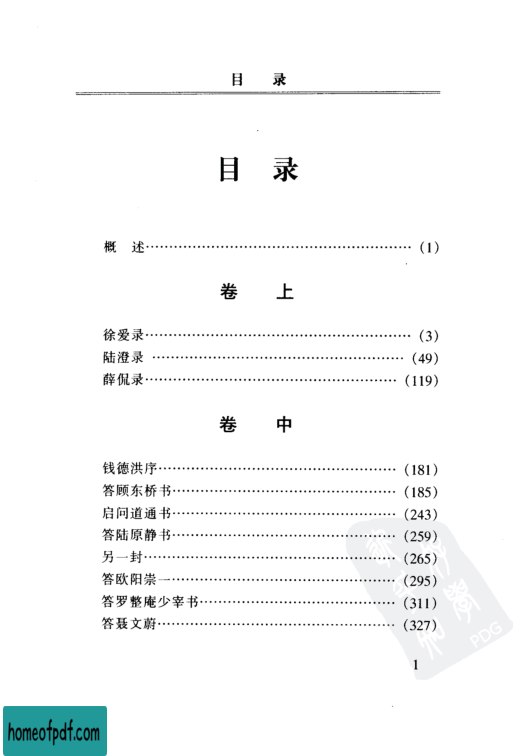 目 录
目 录
概 述……………………………………………(1)
卷 上
徐爱录……………………………………………(3)
陆澄录 …………………………………………(49)
薛侃录…………………………………………(119)
卷 中
钱德洪序………………………………………(181)
答顾东桥书……………………………………(185)
启问道通书……………………………………(243)
答陆原静书……………………………………(259)
另一封…………………………………………(265)
答欧阳崇一……………………………………(295)
答罗整庵少宰书………………………………(311)
答聂文蔚………………………………………(327)
PDG
1
homeofpdf.com